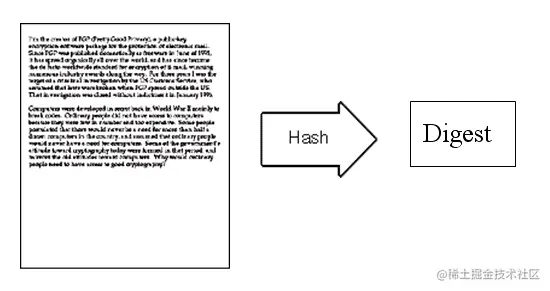 I'm the creator of PGP (Pretty Good Privacy), a public-key
encryption software package for the protection of electronic mail.
Since PGP was published domestically as freeware in June of 1991,
it has spread organically all over the world, and has since become
the de facto worldwide standard for encryption of E-mail, winning
numerous industry awards along the way. For three years I was the
target of a criminal investigation by the US Customs Service, who
assumed that laws were broken when PGP spread outside the US.
That investigation was closed without indictment in January 1996.
Computers were developed in secret back in World War II mainly to
break codes. Ordinary people did not have access to computers
because they were few in number and too expensive. Some people
postulated that there would never be a need for more than half a
dozen computers in the country, and assumed that ordinary people
would never have a need for computers. Some of the government's
attitude toward cryptography today were formed in that period, and
the old attitudes toward computers. Why would ordinary
people need to have access to good cryptography?
Hash
Digest
@稀土掘金技术社区